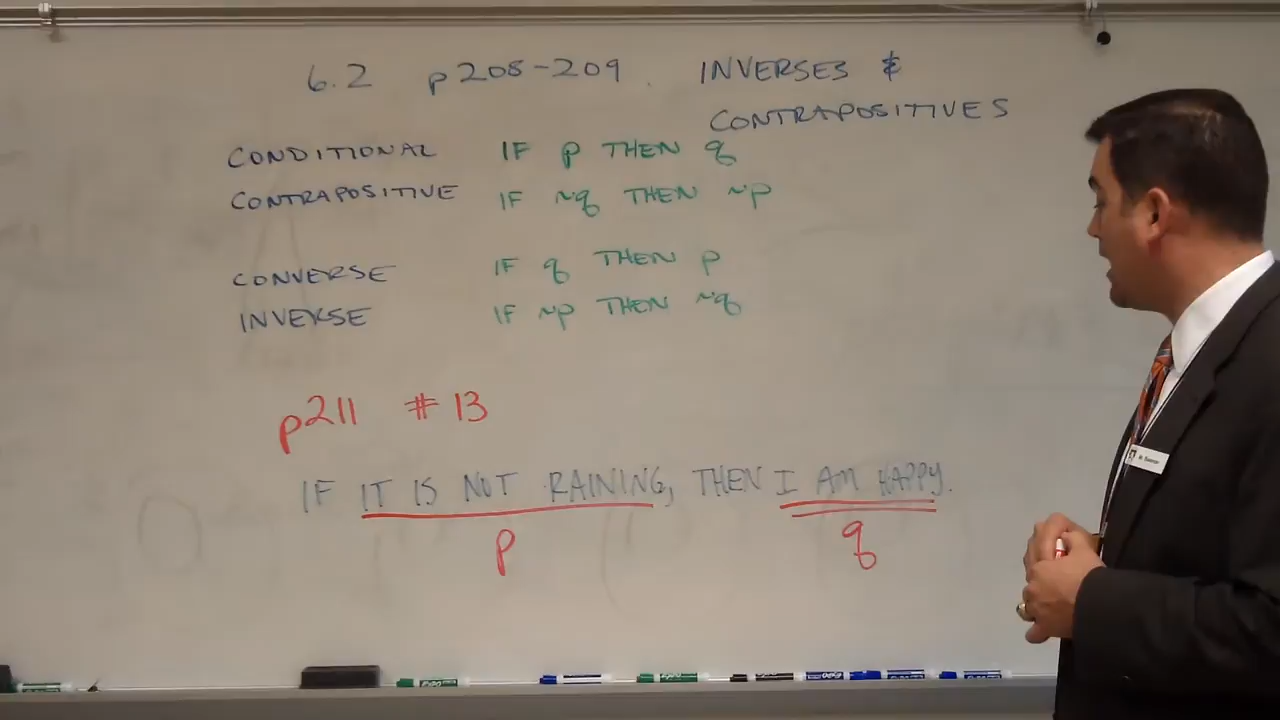 6.2 p208-209. INVERSES &
CONTRAPOSITIVES
CONDITIONAL IF p THEN q
CONTRAPOSITIVE IF ~q THEN ~p
CONVERSE IF q THEN p
INVERSE IF ~p THEN ~q
p211 #13
IF IT IS NOT RAINING, THEN I AM HAPPY.
p q